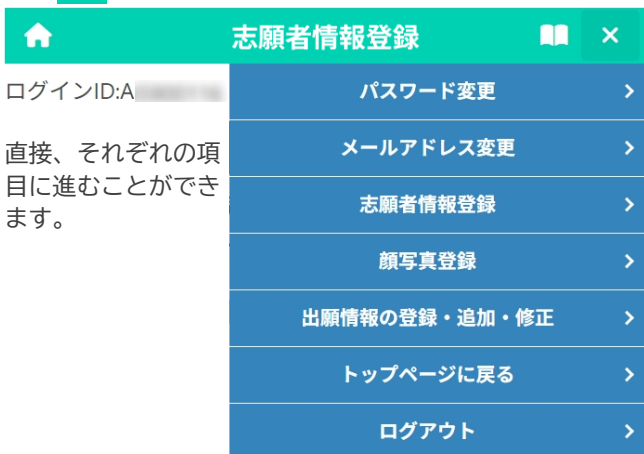 志願者情報登録
ログインID:A
直接、それぞれの項
目に進むことができ
ます。
パスワード変更
メールアドレス変更
志願者情報登録
顔写真登録
出願情報の登録・追加・修正
トップページに戻る
ログアウト